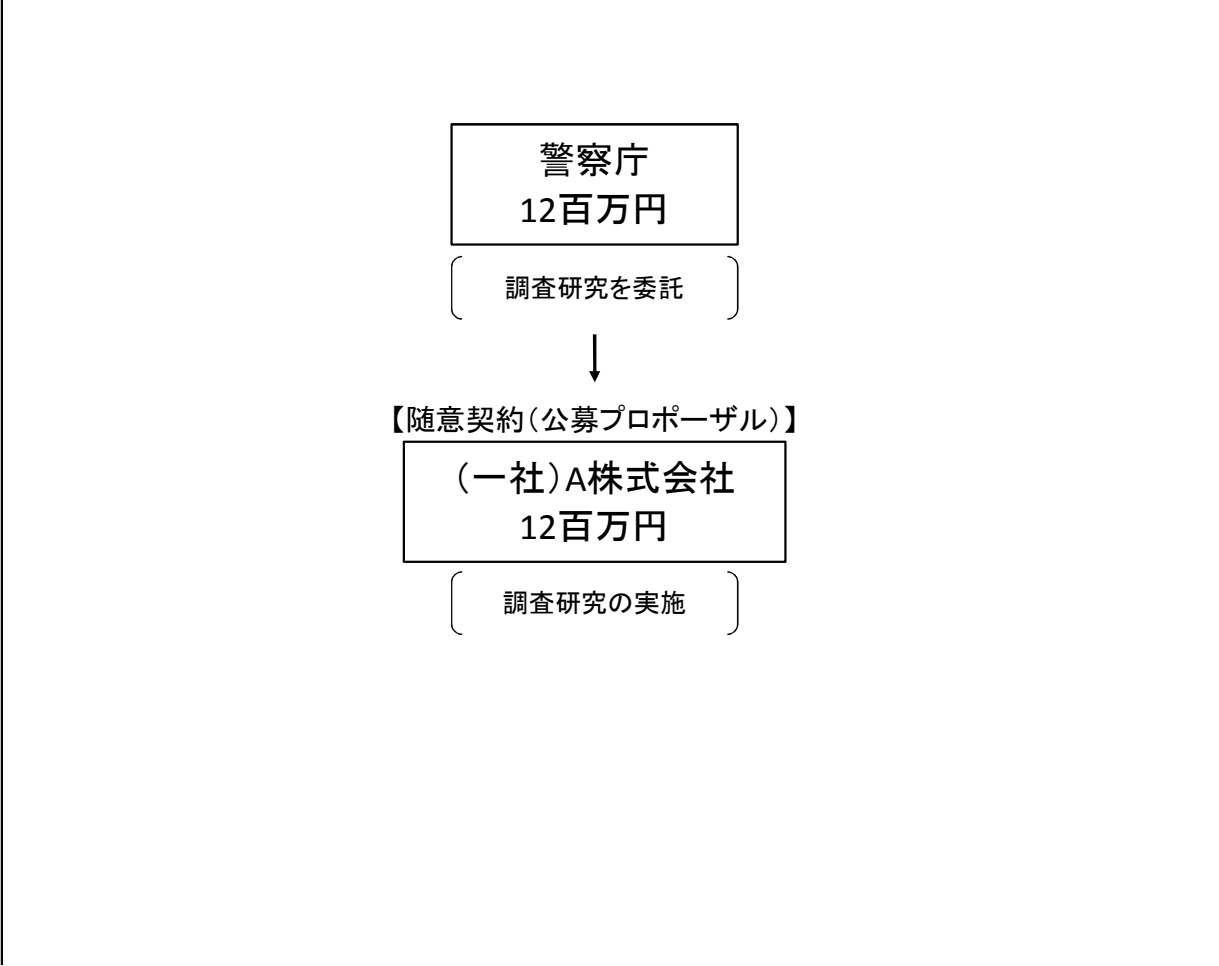 警察庁
12百万円
調査研究を委託
【随意契約（公募プロポーザル）】
（一社）A株式会社
12百万円
調査研究の実施